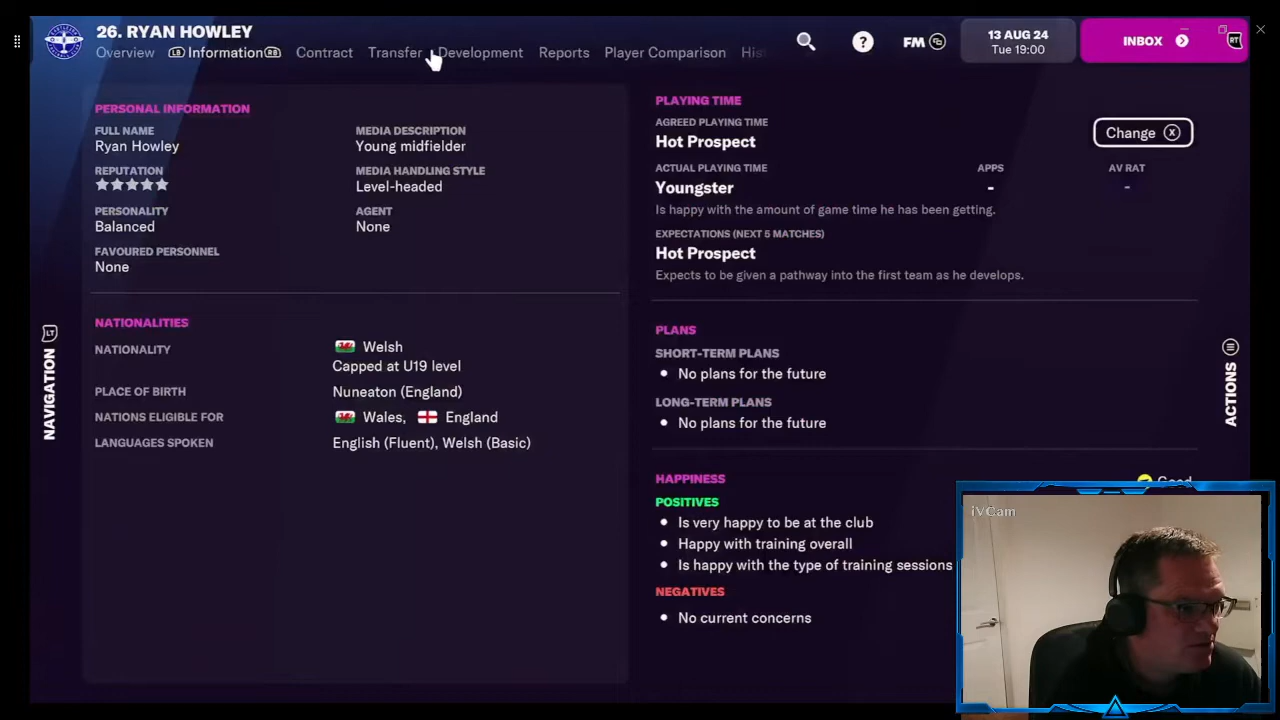 26. RYAN HOWLEY
Overview LB Information RB Contract Transfer Development Reports Player Comparison His
FM
13 AUG 24
Tue 19:00
INBOX
RT
PERSONAL INFORMATION
FULL NAME
Ryan Howley
MEDIA DESCRIPTION
Young midfielder
REPUTATION
MEDIA HANDLING STYLE
Level-headed
PERSONALITY
Balanced
AGENT
None
FAVOURED PERSONNEL
None
NATIONALITIES
NATIONALITY
Welsh
Capped at U19 level
PLACE OF BIRTH
Nuneaton (England)
NATIONS ELIGIBLE FOR
Wales, England
LANGUAGES SPOKEN
English (Fluent), Welsh (Basic)
PLAYING TIME
AGREED PLAYING TIME
Hot Prospect
Change X
ACTUAL PLAYING TIME
APPS
AV RAT
Youngster
-
-
Is happy with the amount of game time he has been getting.
EXPECTATIONS (NEXT 5 MATCHES)
Hot Prospect
Expects to be given a pathway into the first team as he develops.
PLANS
SHORT-TERM PLANS
No plans for the future
LONG-TERM PLANS
No plans for the future
HAPPINESS
Good
POSITIVES
Is very happy to be at the club
Happy with training overall
Is happy with the type of training sessions
NEGATIVES
No current concerns
LT
NAVIGATION
ACTIONS
iVCam